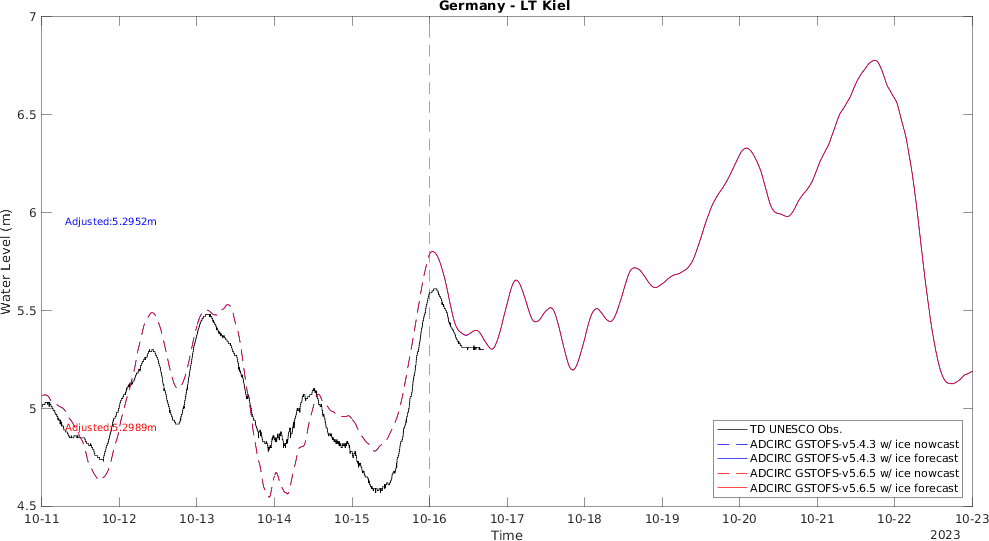 Germany - LT Kiel
7
6.5
6
5.5
5
4.5
Water Level (m)
Adjusted:5.2952m
Adjusted:5.2989m
TD UNESCO Obs.
ADCIRC GSTOFS-v5.4.3 w/ ice nowcast
ADCIRC GSTOFS-v5.4.3 w/ ice forecast
ADCIRC GSTOFS-v5.6.5 w/ ice nowcast
ADCIRC GSTOFS-v5.6.5 w/ ice forecast
10-11 10-12 10-13 10-14 10-15 10-16 10-17 10-18 10-19 10-20 10-21 10-22 10-23
Time
2023